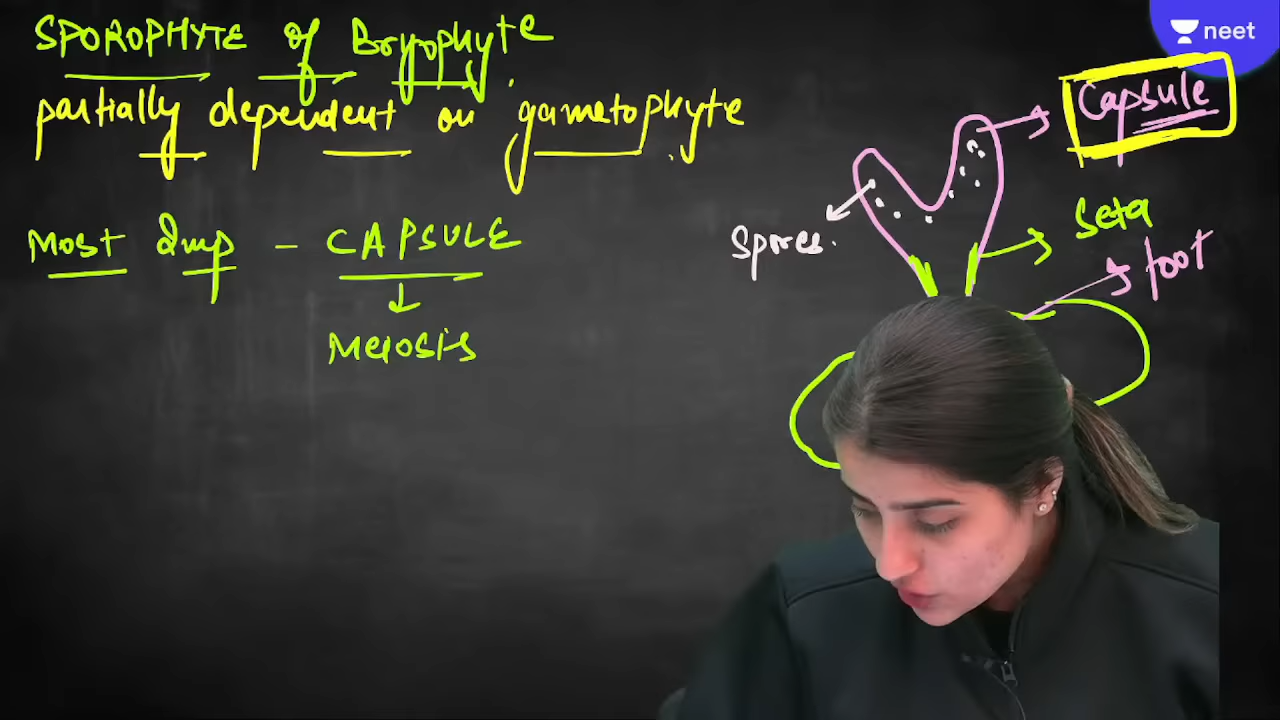 SPOROPHYTE of Bryophyte.
partially dependent on gametophyte.
Most Imp - CAPSULE
Meiosis
neet
Capsule
Seta
foot
Spores.